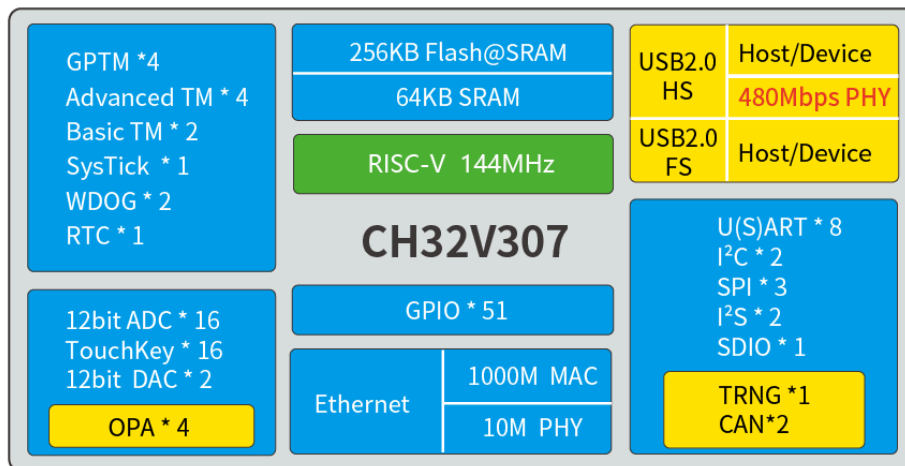 GPTM *4
Advanced TM * 4
Basic TM * 2
SysTick * 1
WDOG * 2
RTC * 1
12bit ADC * 16
TouchKey * 16
12bit DAC * 2
OPA * 4
256KB Flash@SRAM
64KB SRAM
RISC-V 144MHz
CH32V307
GPIO * 51
Ethernet
1000M MAC
10M PHY
USB2.0
HS
Host/Device
480Mbps PHY
USB2.0
FS
Host/Device
U(S)ART * 8
I²C * 2
SPI * 3
I²S * 2
SDIO * 1
TRNG *1
CAN*2